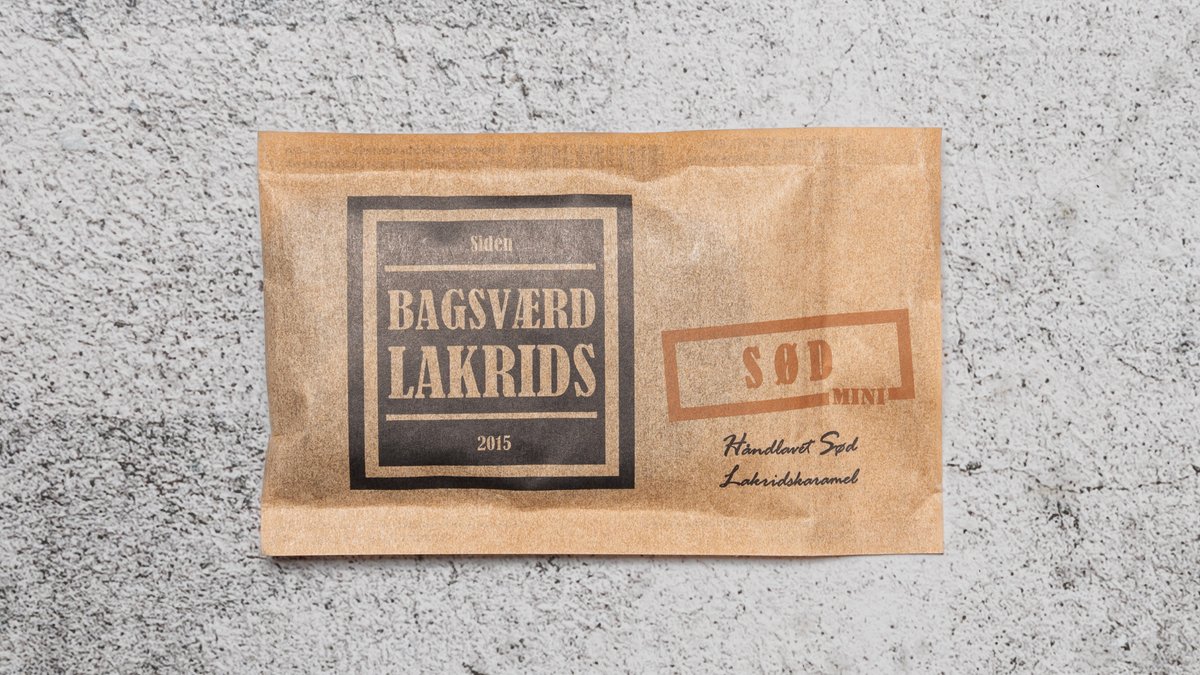 Siden
BAGSVÆRD
LAKRIDS
2015
SØD
MINI
Håndlavet Sød
Lakridskaramel